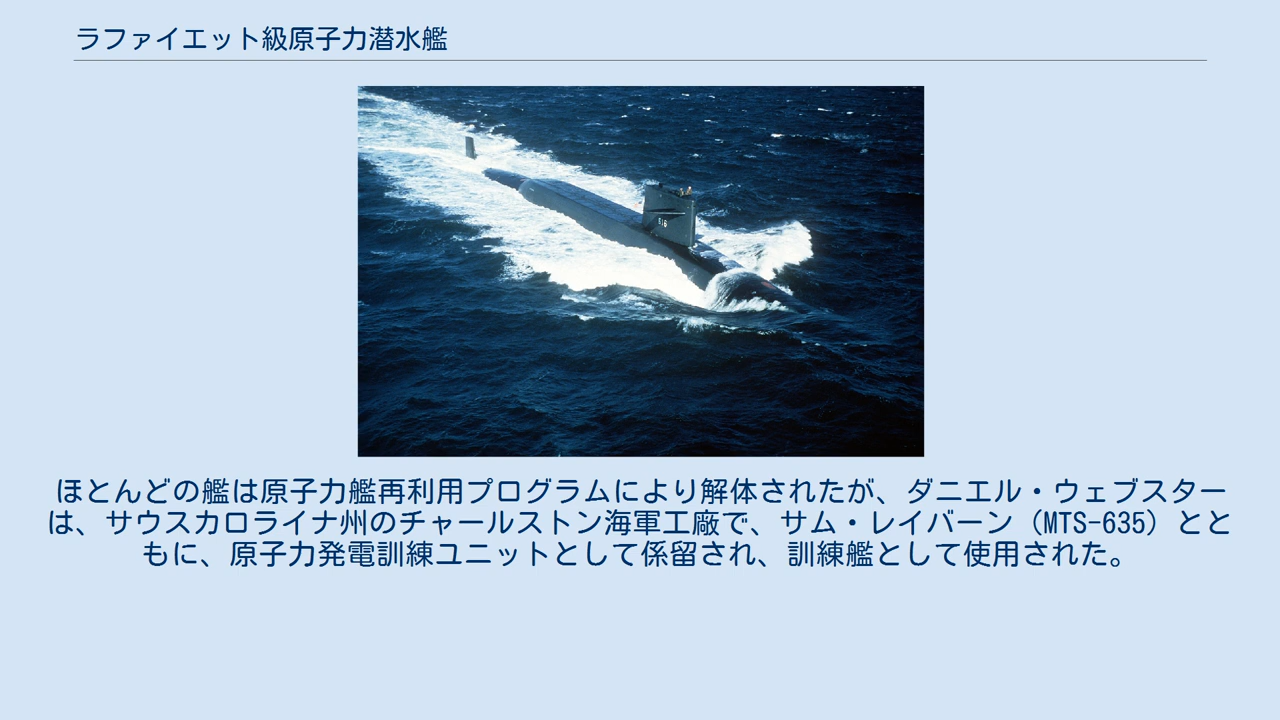 ラファイエット級原子力潜水艦
616
ほとんどの艦は原子力艦再利用プログラムにより解体されたが、ダニエル・ウェブスター
は、サウスカロライナ州のチャールストン海軍工廠で、サム・レイバーン（MTS-635）とと
もに、原子力発電訓練ユニットとして係留され、訓練艦として使用された。